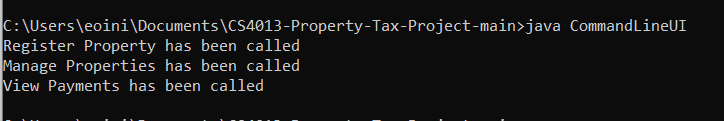 C:\Users\eoini\Documents\CS4013-Property-Tax-Project-main>java CommandLineUI
Register Property has been called
Manage Properties has been called
View Payments has been called